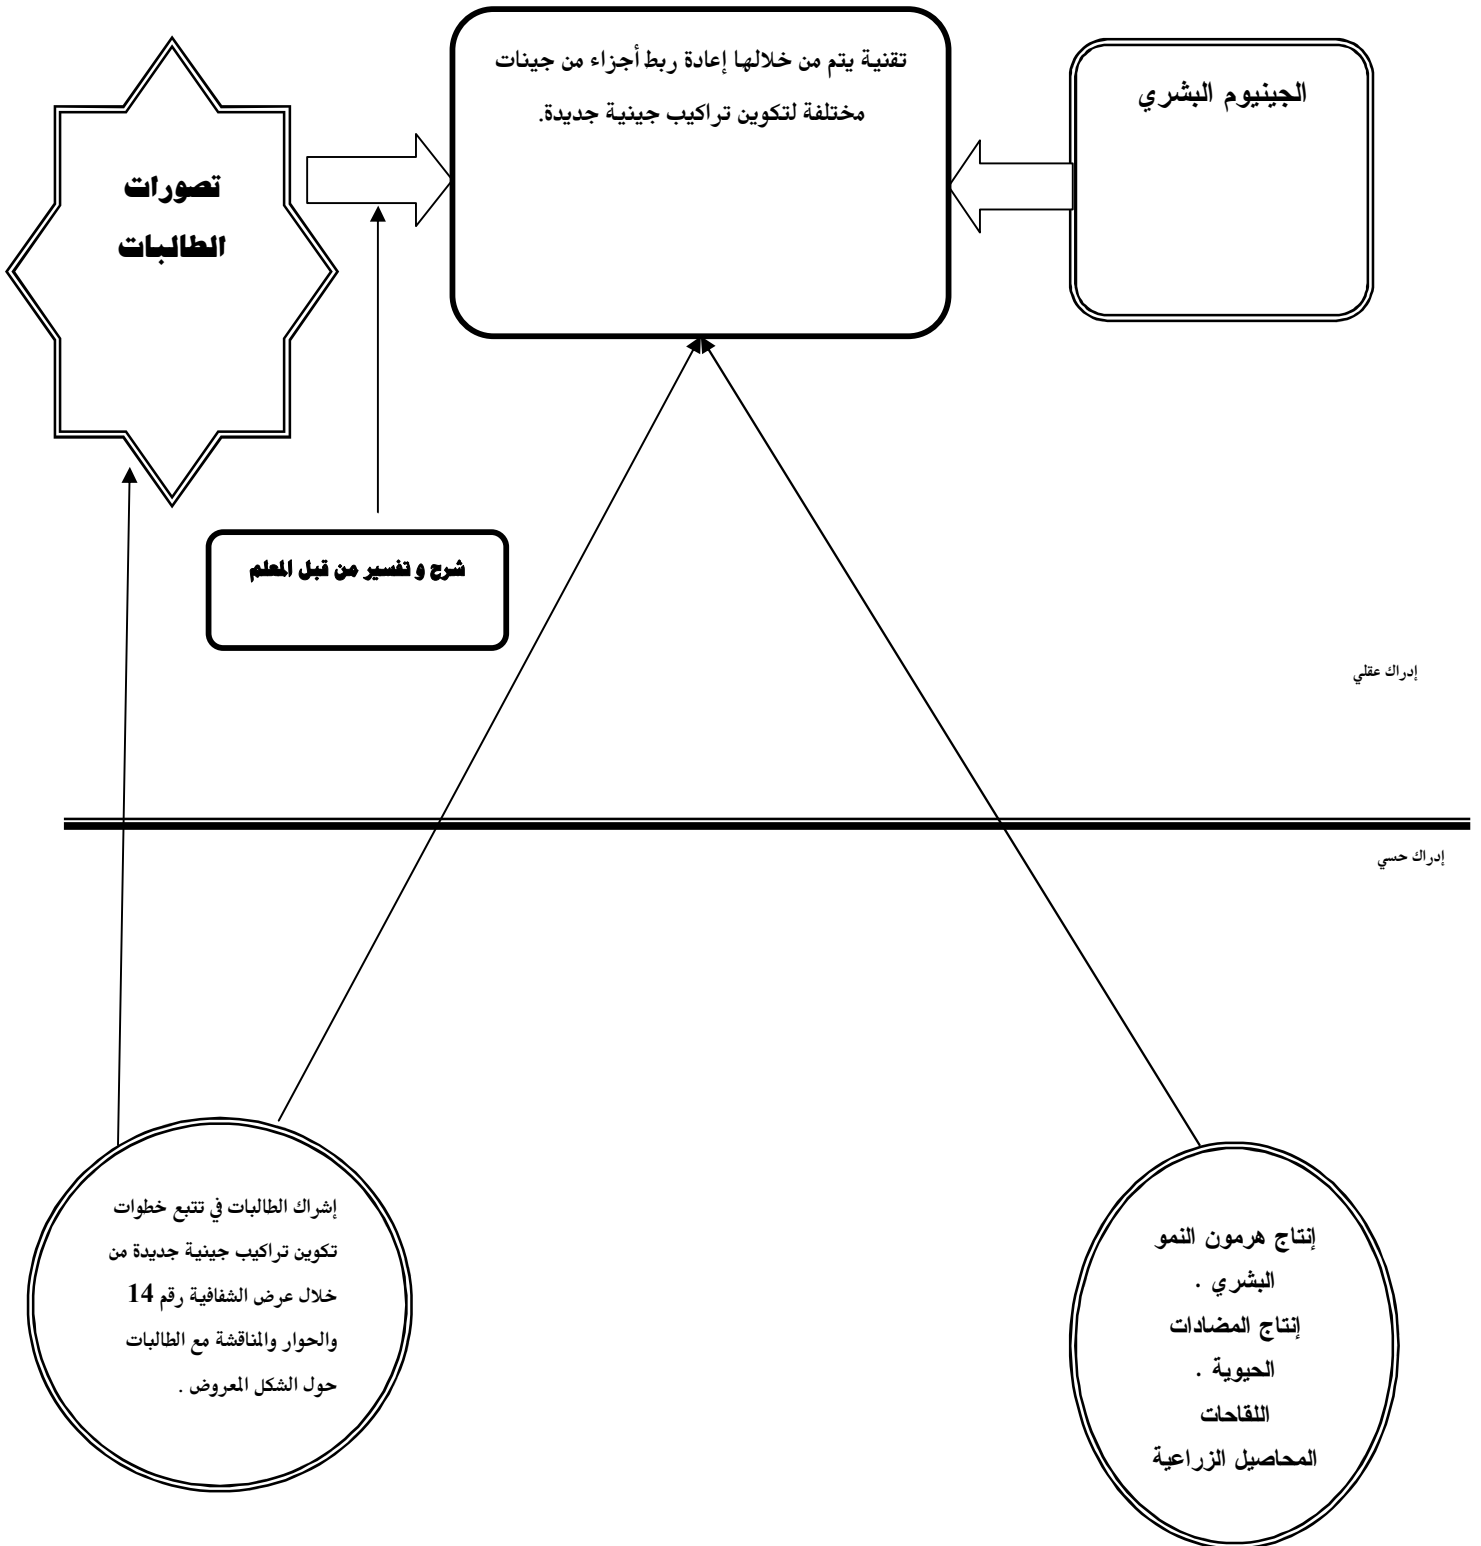 الجينيوم البشري
تقنية يتم من خلالها إعادة ربط أجزاء من جينات
مختلفة لتكوين تراكيب جينية جديدة.
تصورات
الطالبات
شرح و تفسير من قبل المعلم
إدراك عقلي
إدراك حسي
إنتاج هرمون النمو
البشري .
إنتاج المضادات
الحيوية .
اللقاحات
المحاصيل الزراعية
إشراك الطالبات في تتبع خطوات
تكوين تراكيب جينية جديدة من
خلال عرض الشفافية رقم 14
والحوار والمناقشة مع الطالبات
حول الشكل المعروض .